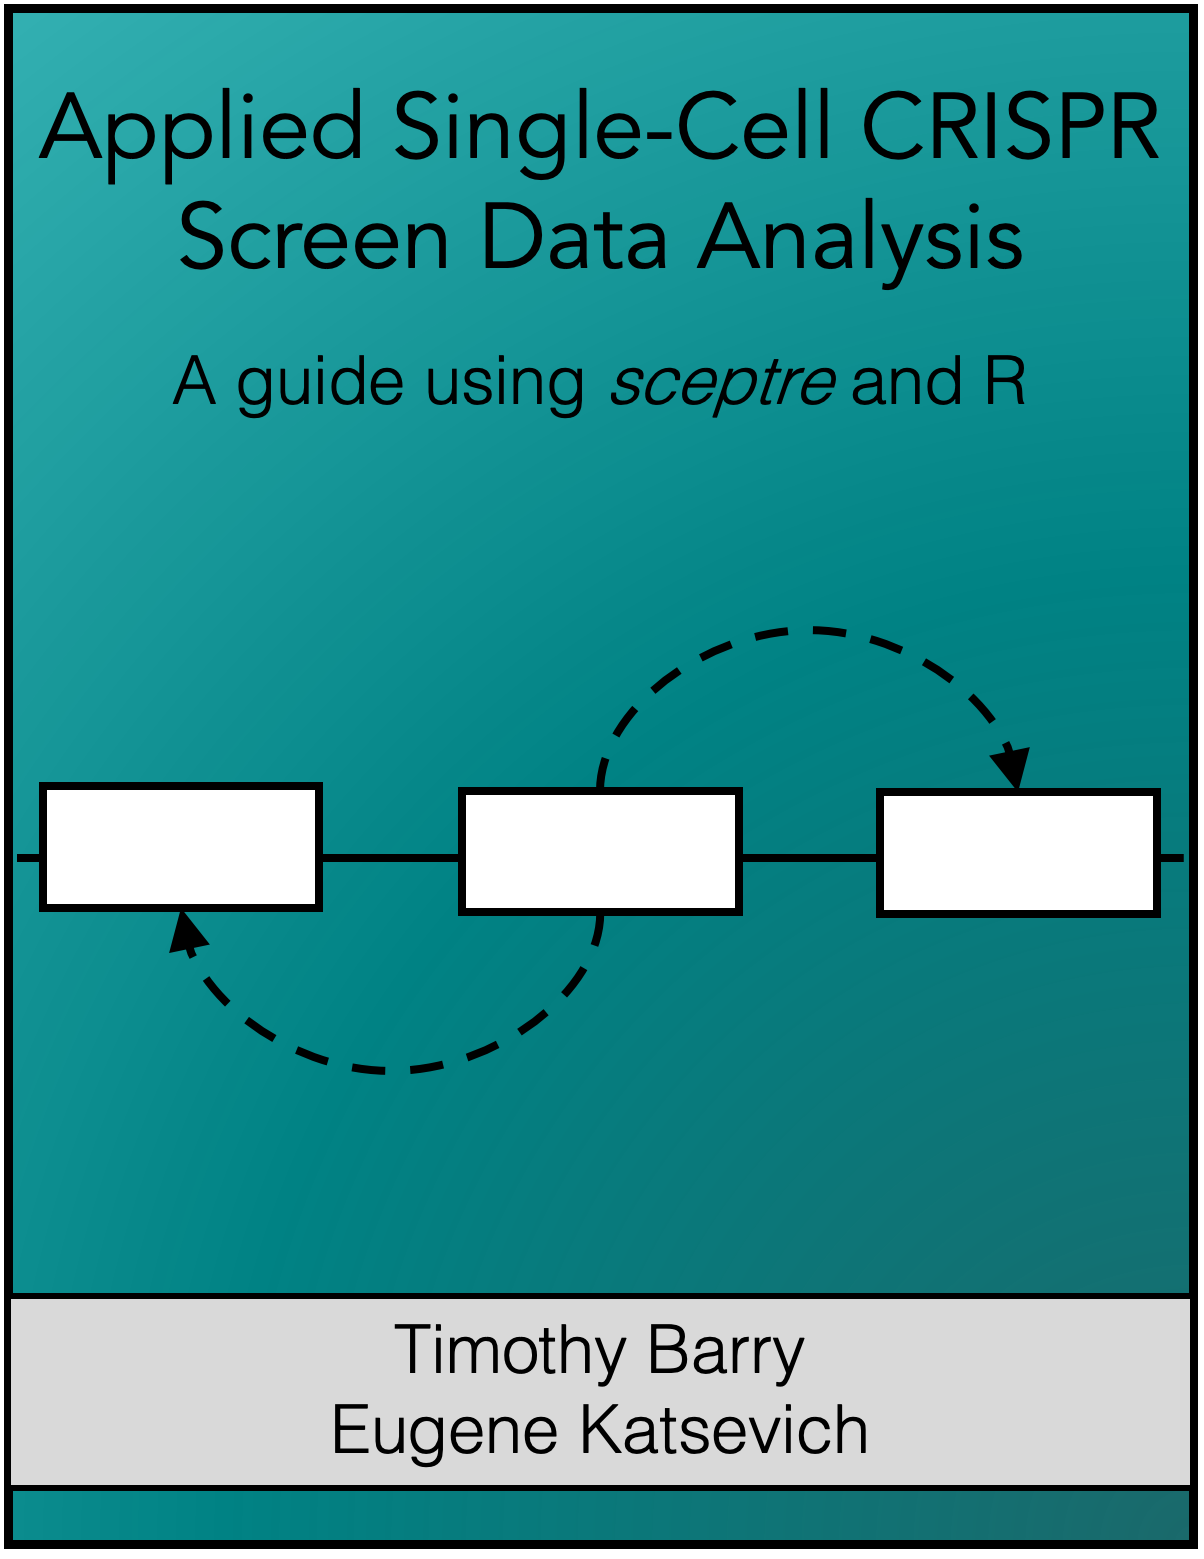 Applied Single-Cell CRISPR
Screen Data Analysis
A guide using sceptre and R
Timothy Barry
Eugene Katsevich